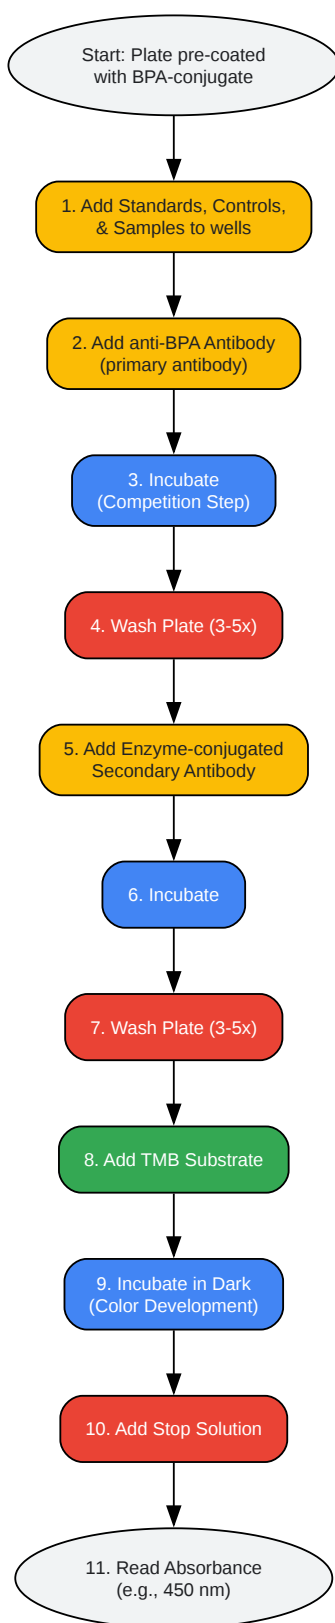 Start: Plate pre-coated
with BPA-conjugate
1. Add Standards, Controls,
& Samples to wells
2. Add anti-BPA Antibody
(primary antibody)
3. Incubate
(Competition Step)
4. Wash Plate (3-5x)
5. Add Enzyme-conjugated
Secondary Antibody
6. Incubate
7. Wash Plate (3-5x)
8. Add TMB Substrate
9. Incubate in Dark
(Color Development)
10. Add Stop Solution
11. Read Absorbance
(e.g., 450 nm)